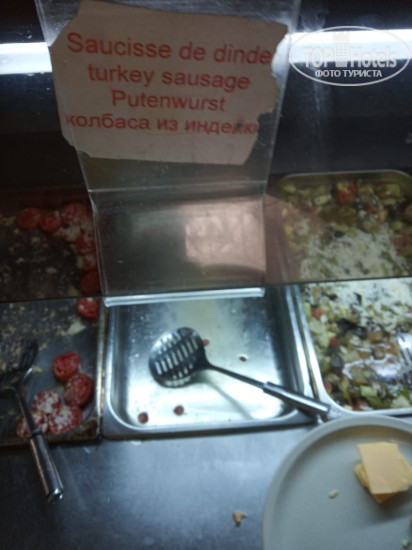 Saucisse de dinde
turkey sausage
Putenwurst
колбаса из индейки
TopHotels
ФОТО ТУРИСТА